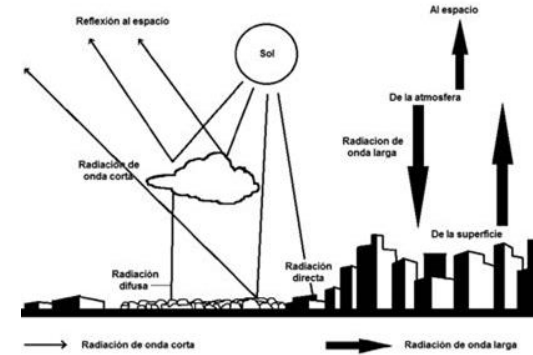 Al espacio
Reflexión al espacio
Sol
De la atmosfera
Radiacion de
onda larga
Radiación de
onda corta
De la superficie
Radiación
difusa
Radiación
directa
Radiación de onda corta
Radiación de onda larga